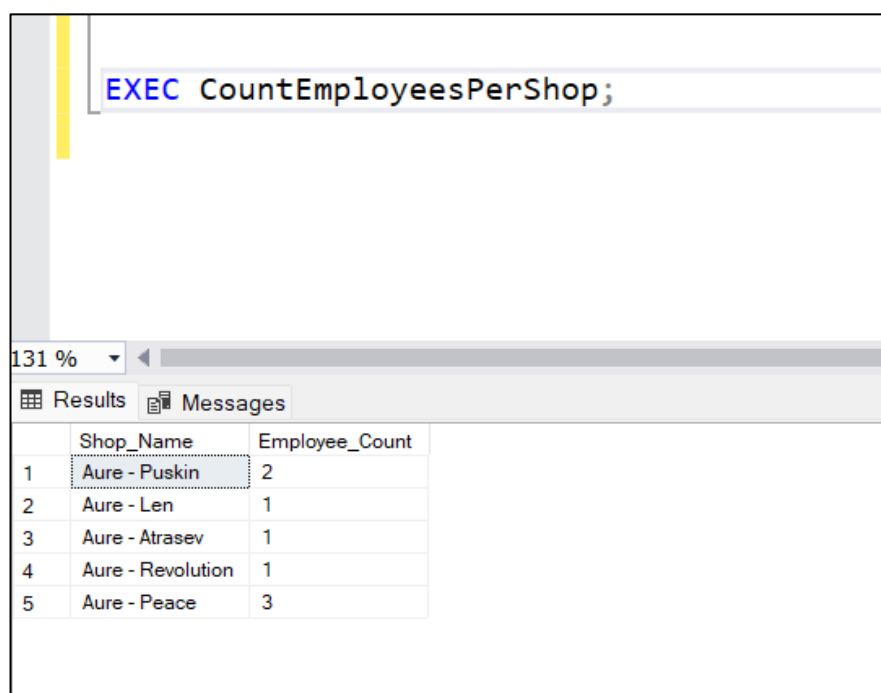 EXEC CountEmployeesPerShop;
131 %
Results Messages
Shop_Name Employee_Count
1 Aure - Puskin 2
2 Aure - Len 1
3 Aure - Atrasev 1
4 Aure - Revolution 1
5 Aure - Peace 3